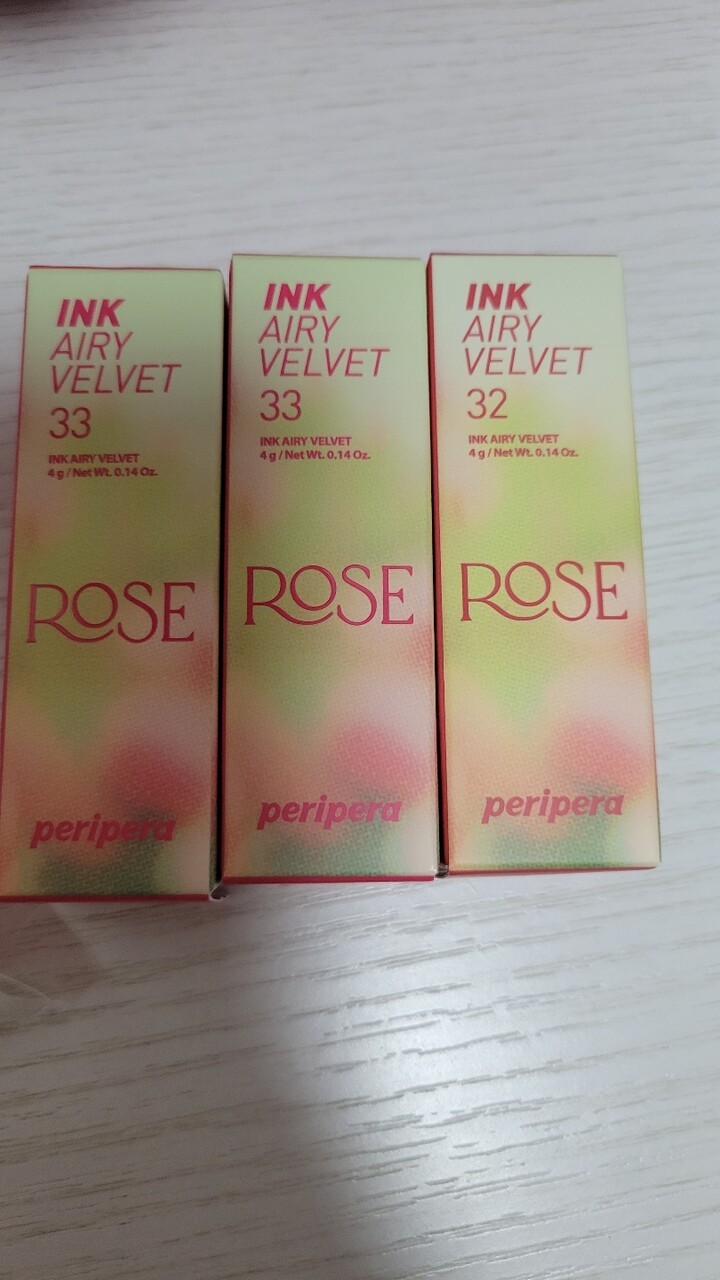 INK
AIRY
VELVET
33
INK AIRY VELVET
4 g / Net Wt. 0.14 Oz.
ROSE
peripera
INK
AIRY
VELVET
33
INK AIRY VELVET
4 g / Net Wt. 0.14 Oz.
ROSE
peripera
INK
AIRY
VELVET
32
INK AIRY VELVET
4 g / Net Wt. 0.14 Oz.
ROSE
peripera